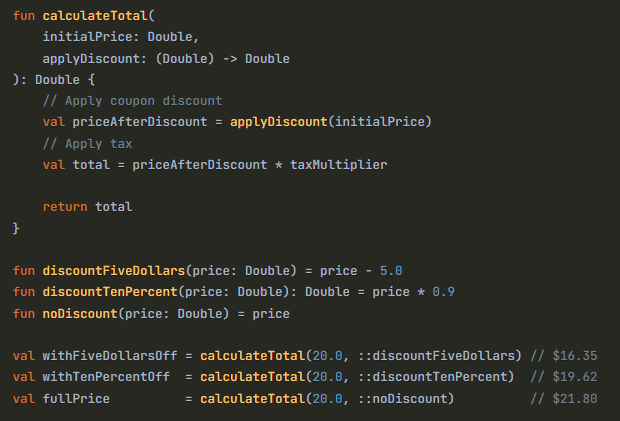 fun calculateTotal(
    initialPrice: Double,
    applyDiscount: (Double) -> Double
): Double {
    // Apply coupon discount
    val priceAfterDiscount = applyDiscount(initialPrice)
    // Apply tax
    val total = priceAfterDiscount * taxMultiplier

    return total
}

fun discountFiveDollars(price: Double) = price - 5.0
fun discountTenPercent(price: Double): Double = price * 0.9
fun noDiscount(price: Double) = price

val withFiveDollarsOff = calculateTotal(20.0, ::discountFiveDollars) // $16.35
val withTenPercentOff  = calculateTotal(20.0, ::discountTenPercent)  // $19.62
val fullPrice          = calculateTotal(20.0, ::noDiscount)          // $21.80